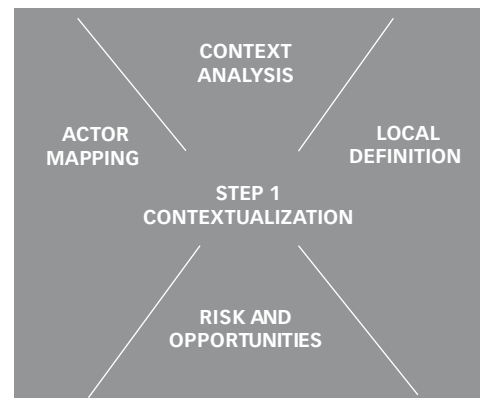 CONTEXT
ANALYSIS
ACTOR
MAPPING
LOCAL
DEFINITION
STEP 1
CONTEXTUALIZATION
RISK AND
OPPORTUNITIES